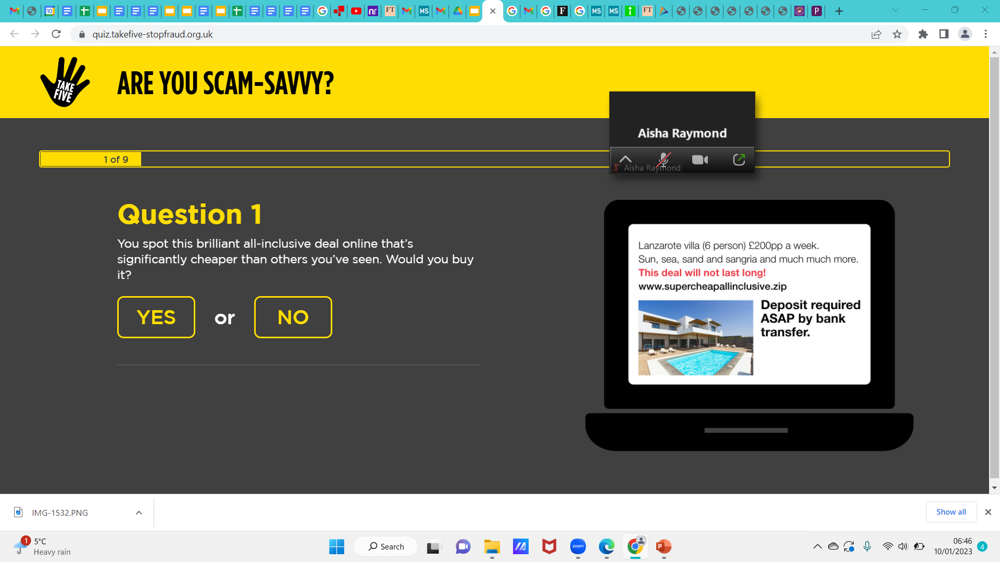 quiz.takefive-stopfraud.org.uk
TAKE
FIVE
ARE YOU SCAM-SAVVY?
Aisha Raymond
Aisha Raymond
1 of 9
Question 1
You spot this brilliant all-inclusive deal online that's
significantly cheaper than others you've seen. Would you buy
it?
YES or NO
Lanzarote villa (6 person) £200pp a week.
Sun, sea, sand and sangria and much much more.
This deal will not last long!
www.supercheapallinclusive.zip
Deposit required
ASAP by bank
transfer.
IMG-1532.PNG
Show all
1
5°C
Heavy rain
Search
zoom
06:46
10/01/2023
4